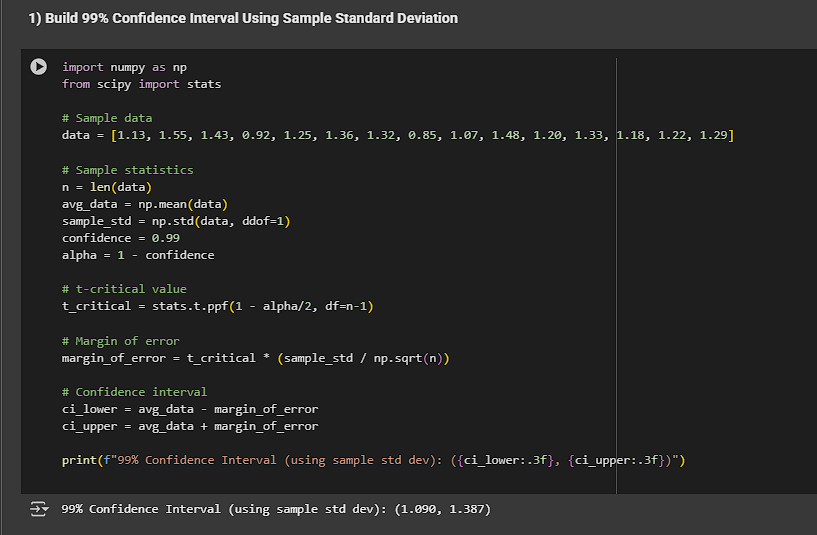 1) Build 99% Confidence Interval Using Sample Standard Deviation
import numpy as np
from scipy import stats
# Sample data
data = [1.13, 1.55, 1.43, 0.92, 1.25, 1.36, 1.32, 0.85, 1.07, 1.48, 1.20, 1.33, 1.18, 1.22, 1.29]
# Sample statistics
n = len(data)
avg_data = np.mean(data)
sample_std = np.std(data, ddof=1)
confidence = 0.99
alpha = 1 - confidence
# t-critical value
t_critical = stats.t.ppf(1 - alpha/2, df=n-1)
# Margin of error
margin_of_error = t_critical * (sample_std / np.sqrt(n))
# Confidence interval
ci_lower = avg_data - margin_of_error
ci_upper = avg_data + margin_of_error
print(f"99% Confidence Interval (using sample std dev): ({ci_lower:.3f}, {ci_upper:.3f})")
99% Confidence Interval (using sample std dev): (1.090, 1.387)